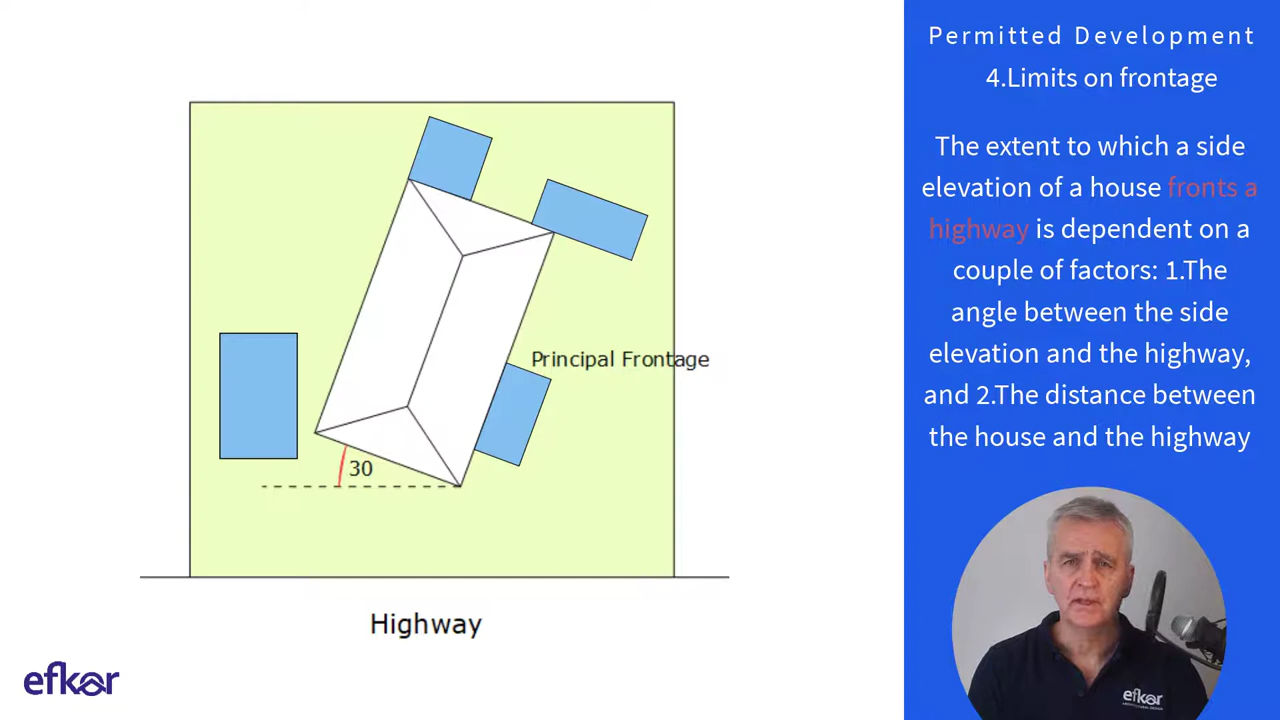 Permitted Development
4.Limits on frontage
The extent to which a side
elevation of a house fronts a
highway is dependent on a
couple of factors: 1.The
angle between the side
elevation and the highway,
and 2.The distance between
the house and the highway
Principal Frontage
30
Highway
efkor
efkor
ARCHITECTURAL DESIGN